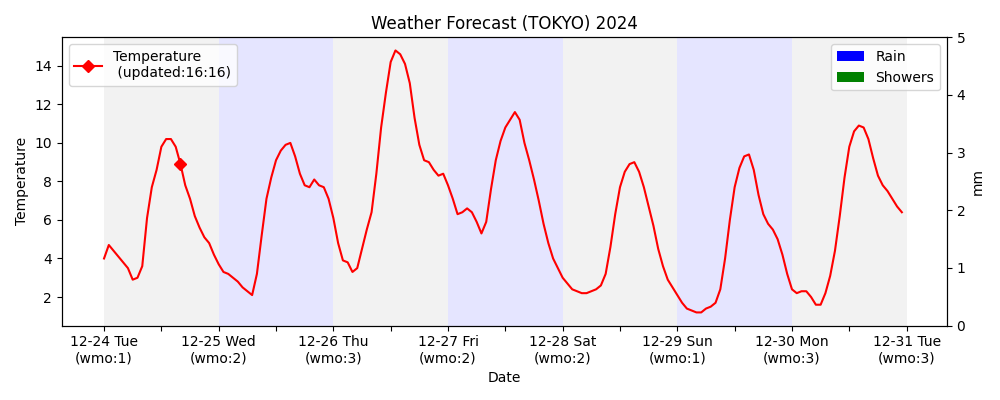 Weather Forecast (TOKYO) 2024
Temperature
(updated:16:16)
Rain
Showers
Temperature
14
12
10
8
6
4
2
5
4
3
2
1
0
mm
12-24 Tue
(wmo:1)
12-25 Wed
(wmo:2)
12-26 Thu
(wmo:3)
12-27 Fri
(wmo:2)
12-28 Sat
(wmo:2)
12-29 Sun
(wmo:1)
12-30 Mon
(wmo:3)
12-31 Tue
(wmo:3)
Date